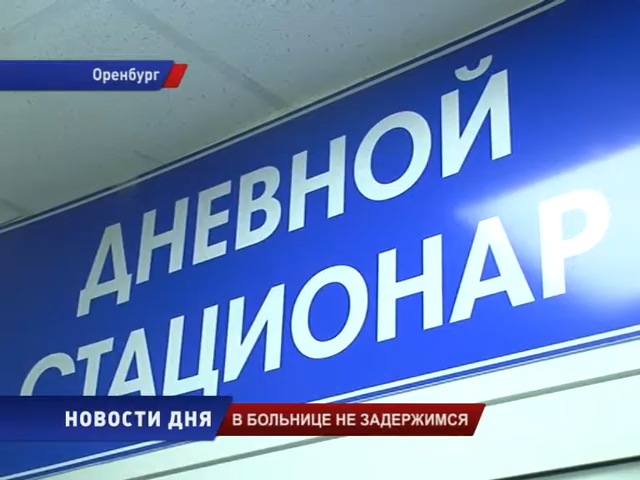 Оренбург
ДНЕВНОЙ
СТАЦИОНАР
НОВОСТИ ДНЯ
В БОЛЬНИЦЕ НЕ ЗАДЕРЖИМСЯ